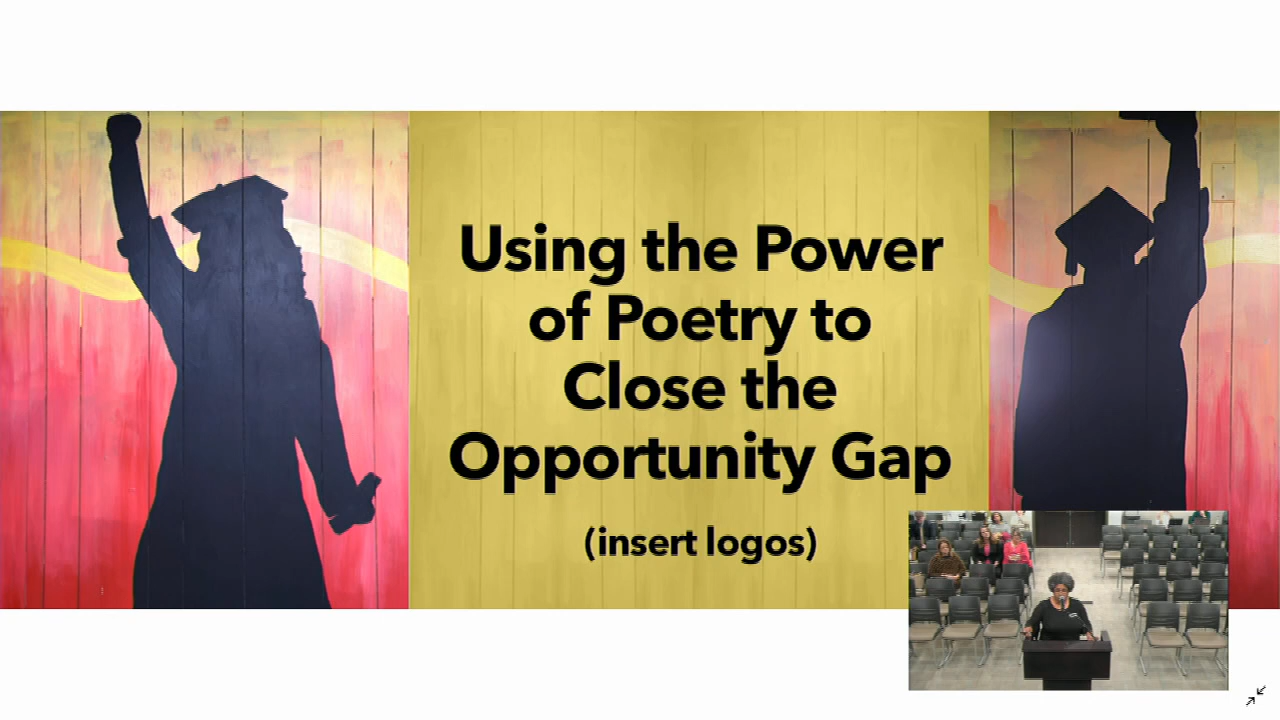 Using the Power
of Poetry to
Close the
Opportunity Gap
(insert logos)